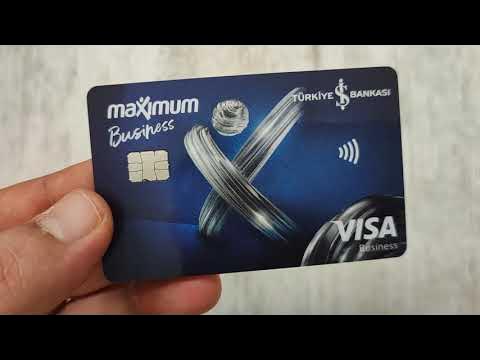 maximum
Business
TÜRKİYE İŞ BANKASI
VISA
Business